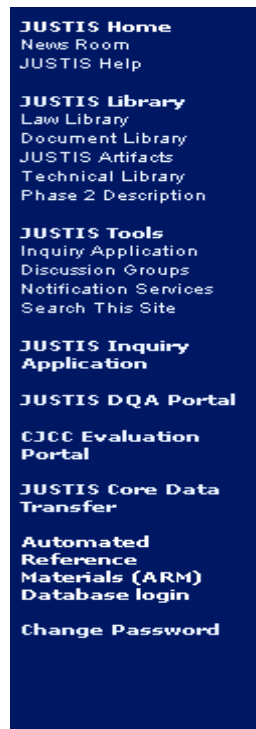 JUSTIS Home
News Room
JUSTIS Help
JUSTIS Library
Law Library
Document Library
JUSTIS Artifacts
Technical Library
Phase 2 Description
JUSTIS Tools
Inquiry Application
Discussion Groups
Notification Services
Search This Site
JUSTIS Inquiry
Application
JUSTIS DQA Portal
CJCC Evaluation
Portal
JUSTIS Core Data
Transfer
Automated
Reference
Materials (ARM)
Database login
Change Password